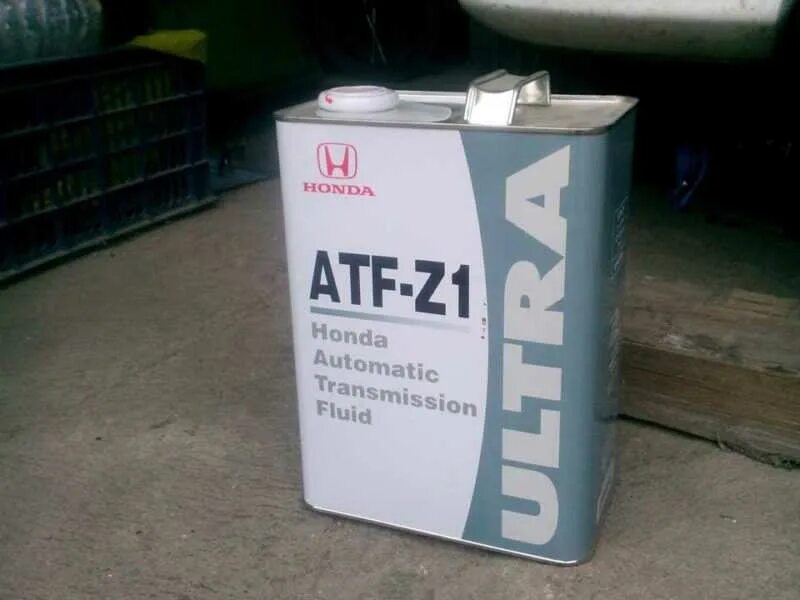 HONDA
ATF-Z1
Honda
Automatic
Transmission
Fluid
ULTRA